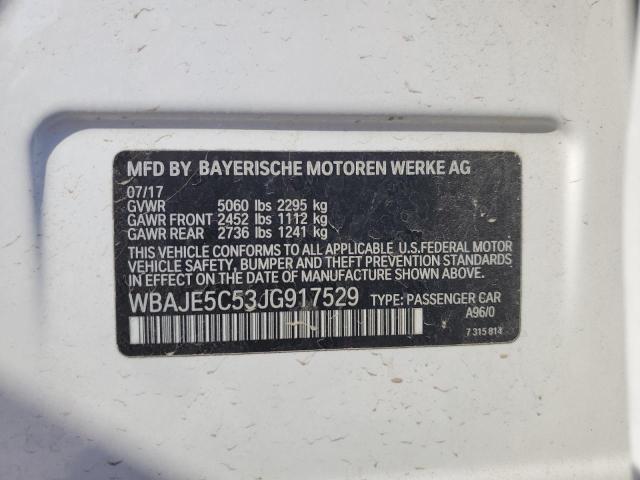 MFD BY BAYERISCHE MOTOREN WERKE AG
07/17
GVWR 5060 lbs 2295 kg
GAWR FRONT 2452 lbs 1112 kg
GAWR REAR 2736 lbs 1241 kg
THIS VEHICLE CONFORMS TO ALL APPLICABLE U.S.FEDERAL MOTOR
VEHICLE SAFETY, BUMPER AND THEFT PREVENTION STANDARDS
IN EFFECT ON THE DATE OF MANUFACTURE SHOWN ABOVE.
WBAJE5C53JG917529 TYPE: PASSENGER CAR
A96/0
7 315 814